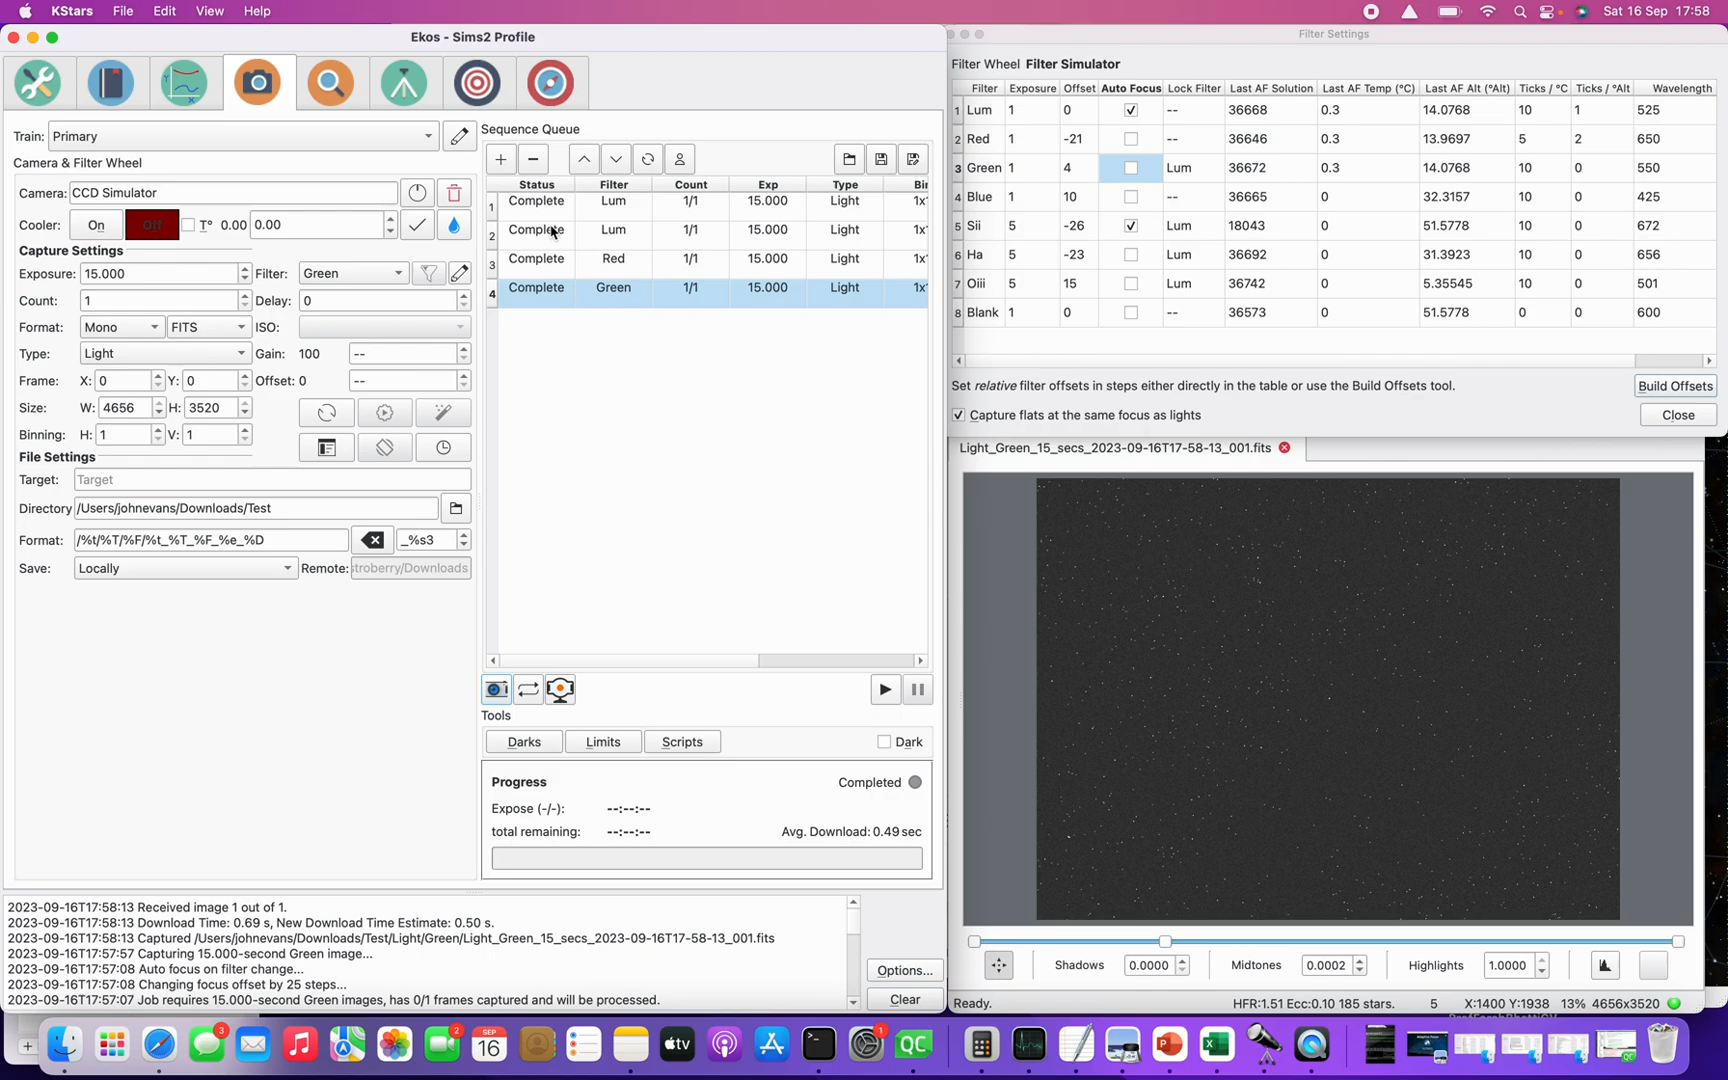 KStars File Edit View Help Sat 16 Sep 17:58
Ekos - Sims2 Profile
Filter Settings
Filter Wheel Filter Simulator
Filter Exposure Offset Auto Focus Lock Filter Last AF Solution Last AF Temp (°C) Last AF Alt (°Alt) Ticks / °C Ticks / °Alt Wavelength
1 Lum 1 0 -- 36668 0.3 14.0768 10 1 525
2 Red 1 -21 -- 36646 0.3 13.9697 5 2 650
3 Green 1 4 Lum 36672 0.3 14.0768 10 0 550
4 Blue 1 10 -- 36665 0 32.3157 10 0 425
5 Sii 5 -26 Lum 18043 0 51.5778 10 0 672
6 Ha 5 -23 Lum 36692 0 31.3923 10 0 656
7 Oiii 5 15 Lum 36742 0 5.35545 10 0 501
8 Blank 1 0 -- 36573 0 51.5778 0 0 600
Set relative filter offsets in steps either directly in the table or use the Build Offsets tool. Build Offsets
Capture flats at the same focus as lights Close
Train: Primary
Camera & Filter Wheel
Camera: CCD Simulator
Cooler: On Off T° 0.00 0.00
Capture Settings
Exposure: 15.000 Filter: Green
Count: 1 Delay: 0
Format: Mono FITS ISO:
Type: Light Gain: 100 --
Frame: X: 0 Y: 0 Offset: 0 --
Size: W: 4656 H: 3520
Binning: H: 1 V: 1
File Settings
Target: Target
Directory /Users/johnevans/Downloads/Test
Format: /%t/%T/%F/%t_%T_%F_%e_%D _%s3
Save: Locally Remote: stroberry/Downloads
Sequence Queue
Status Filter Count Exp Type Bi
1 Complete Lum 1/1 15.000 Light 1x
2 Complete Lum 1/1 15.000 Light 1x
3 Complete Red 1/1 15.000 Light 1x
4 Complete Green 1/1 15.000 Light 1x
Tools
Darks Limits Scripts Dark
Progress Completed
Expose (-/-): --:--:--
total remaining: --:--:-- Avg. Download: 0.49 sec
2023-09-16T17:58:13 Received image 1 out of 1.
2023-09-16T17:58:13 Download Time: 0.69 s, New Download Time Estimate: 0.50 s.
2023-09-16T17:58:13 Captured /Users/johnevans/Downloads/Test/Light/Green/Light_Green_15_secs_2023-09-16T17-58-13_001.fits
2023-09-16T17:57:57 Capturing 15.000-second Green image...
2023-09-16T17:57:08 Auto focus on filter change...
2023-09-16T17:57:08 Changing focus offset by 25 steps...
2023-09-16T17:57:07 Job requires 15.000-second Green images, has 0/1 frames captured and will be processed.
Options...
Clear
Light_Green_15_secs_2023-09-16T17-58-13_001.fits
Shadows 0.0000 Midtones 0.0002 Highlights 1.0000
Ready. HFR:1.51 Ecc:0.10 185 stars. 5 X:1400 Y:1938 13% 4656x3520
3
2
SEP
16
tv
1
QC